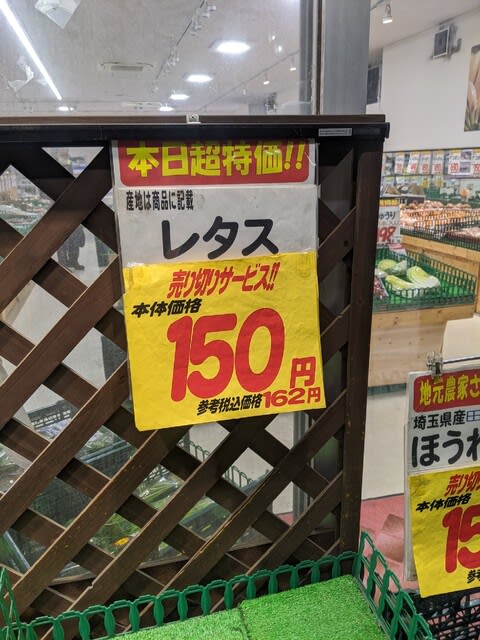 本日超特価!!
産地は商品に記載
レタス
売り切りサービス!!
本体価格
150円
参考税込価格162円
地元農家さ
埼玉県産
ほうれ
売り切
本体価格
15
参考